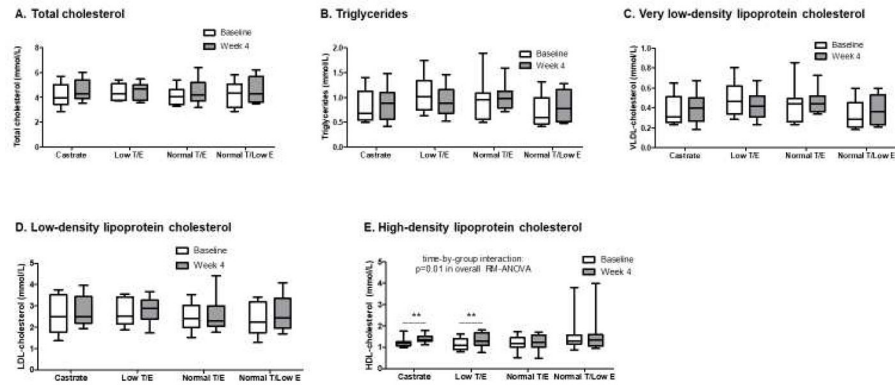 A. Total cholesterol
Baseline
Week 4
Total cholesterol (mmol/L)
8
6
4
2
0
Castrate
Low T/E
Normal T/E
Normal T/Low E
B. Triglycerides
Baseline
Week 4
Triglycerides (mmol/L)
2.0
1.5
1.0
0.5
0.0
Castrate
Low T/E
Normal T/E
Normal T/Low E
C. Very low-density lipoprotein cholesterol
Baseline
Week 4
VLDL-cholesterol (mmol/L)
1.0
0.8
0.6
0.4
0.2
0.0
Castrate
Low T/E
Normal T/E
Normal T/Low E
D. Low-density lipoprotein cholesterol
Baseline
Week 4
LDL-cholesterol (mmol/L)
5
4
3
2
1
0
Castrate
Low T/E
Normal T/E
Normal T/Low E
E. High-density lipoprotein cholesterol
time-by-group interaction:
p=0.01 in overall RM-ANOVA
Baseline
Week 4
HDL-cholesterol (mmol/L)
5
4
3
2
1
0
**
**
Castrate
Low T/E
Normal T/E
Normal T/Low E